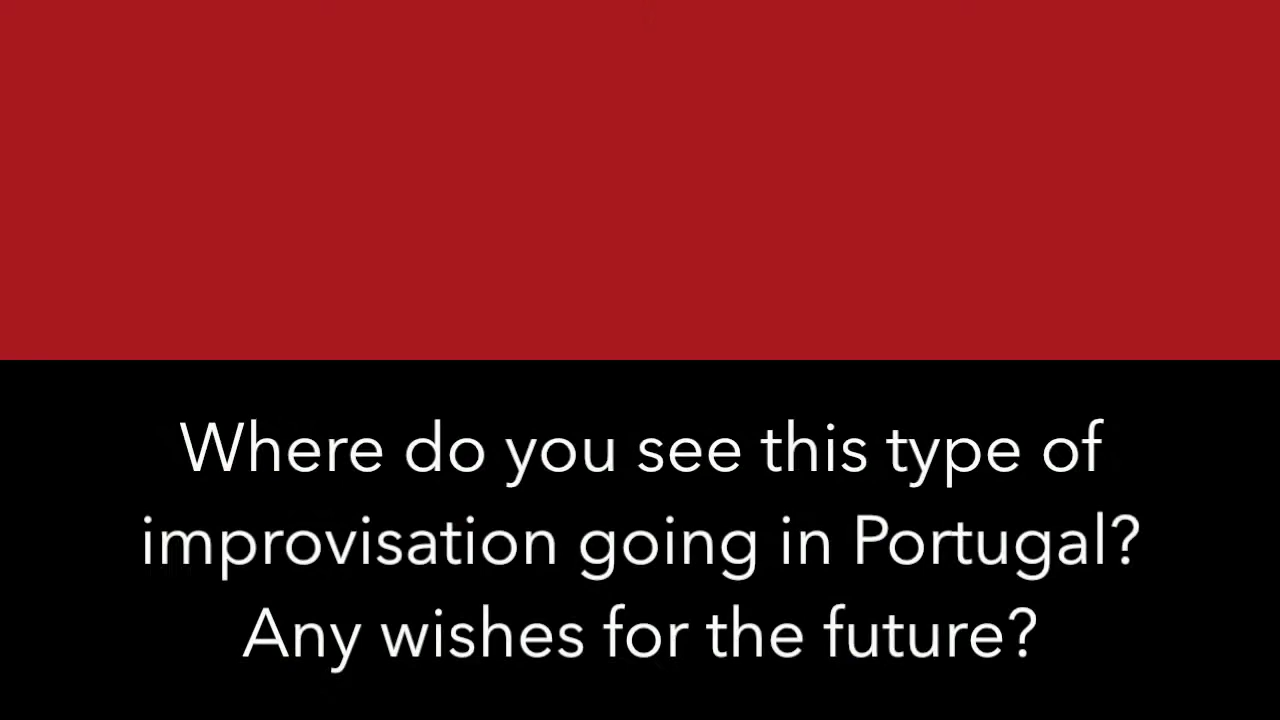 Where do you see this type of
improvisation going in Portugal?
Any wishes for the future?